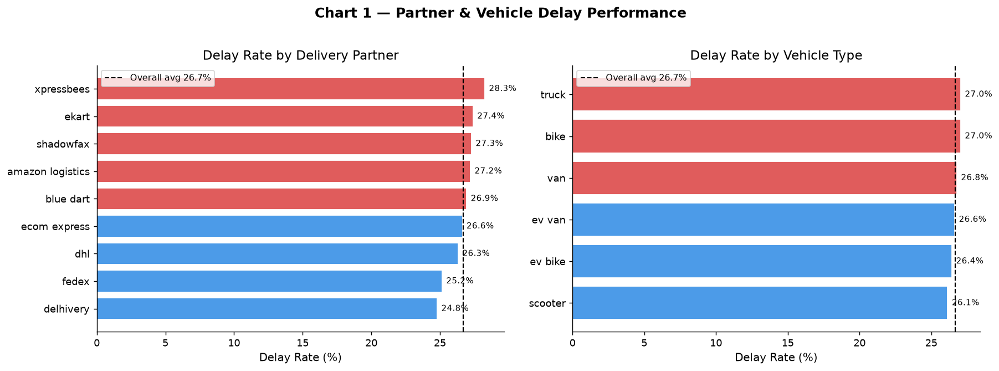 Chart 1 — Partner & Vehicle Delay Performance
Delay Rate by Delivery Partner
Overall avg 26.7%
xpressbees 28.3%
ekart 27.4%
shadowfax 27.3%
amazon logistics 27.2%
blue dart 26.9%
ecom express 26.6%
dhl 26.3%
fedex 25.2%
delhivery 24.8%
0 5 10 15 20 25
Delay Rate (%)
Delay Rate by Vehicle Type
Overall avg 26.7%
truck 27.0%
bike 27.0%
van 26.8%
ev van 26.6%
ev bike 26.4%
scooter 26.1%
0 5 10 15 20 25
Delay Rate (%)